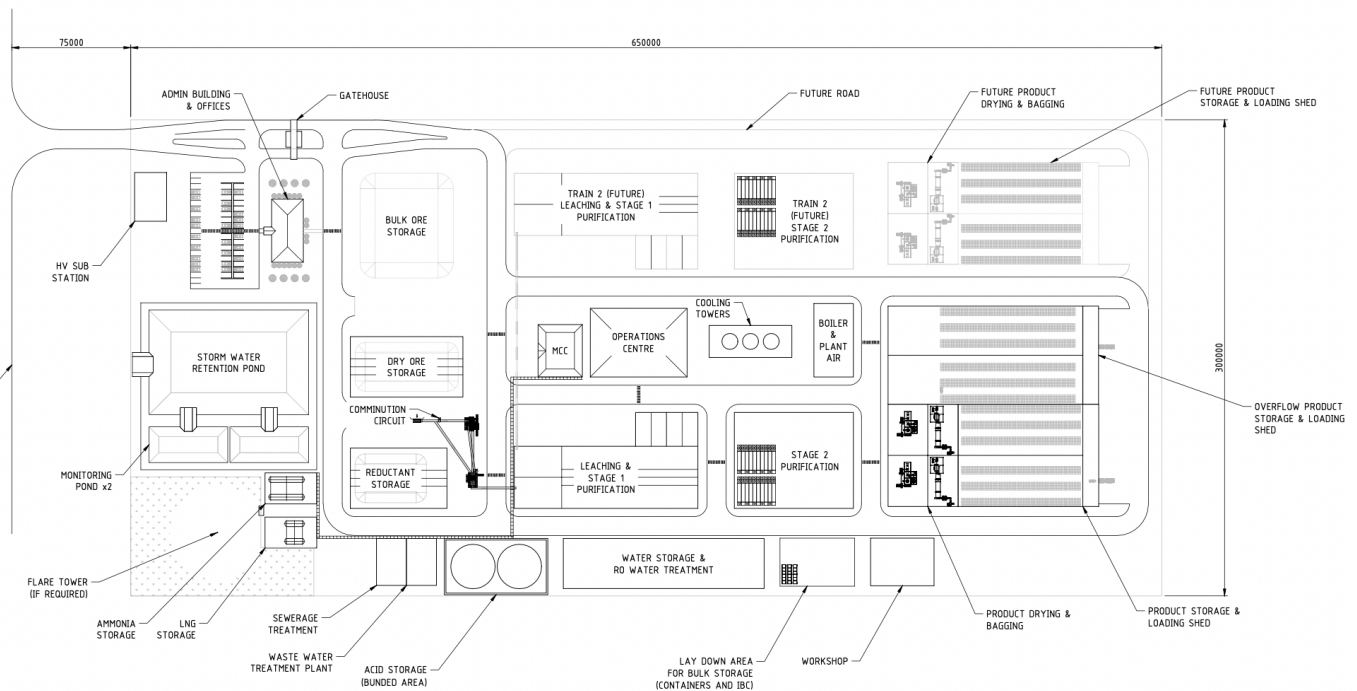 75000
650000
ADMIN BUILDING
& OFFICES
GATEHOUSE
FUTURE ROAD
FUTURE PRODUCT
DRYING & BAGGING
FUTURE PRODUCT
STORAGE & LOADING SHED
HV SUB
STATION
BULK ORE
STORAGE
TRAIN 2 (FUTURE)
LEACHING & STAGE 1
PURIFICATION
TRAIN 2
(FUTURE)
STAGE 2
PURIFICATION
STORM WATER
RETENTION POND
DRY ORE
STORAGE
MCC
OPERATIONS
CENTRE
COOLING
TOWERS
BOILER
&
PLANT
AIR
300000
COMMINUTION
CIRCUIT
OVERFLOW PRODUCT
STORAGE & LOADING
SHED
MONITORING
POND x2
REDUCTANT
STORAGE
LEACHING &
STAGE 1
PURIFICATION
STAGE 2
PURIFICATION
WATER STORAGE &
RO WATER TREATMENT
FLARE TOWER
(IF REQUIRED)
AMMONIA
STORAGE
LNG
STORAGE
SEWERAGE
TREATMENT
WASTE WATER
TREATMENT PLANT
ACID STORAGE
(BUNDED AREA)
LAY DOWN AREA
FOR BULK STORAGE
(CONTAINERS AND IBC)
WORKSHOP
PRODUCT DRYING &
BAGGING
PRODUCT STORAGE &
LOADING SHED